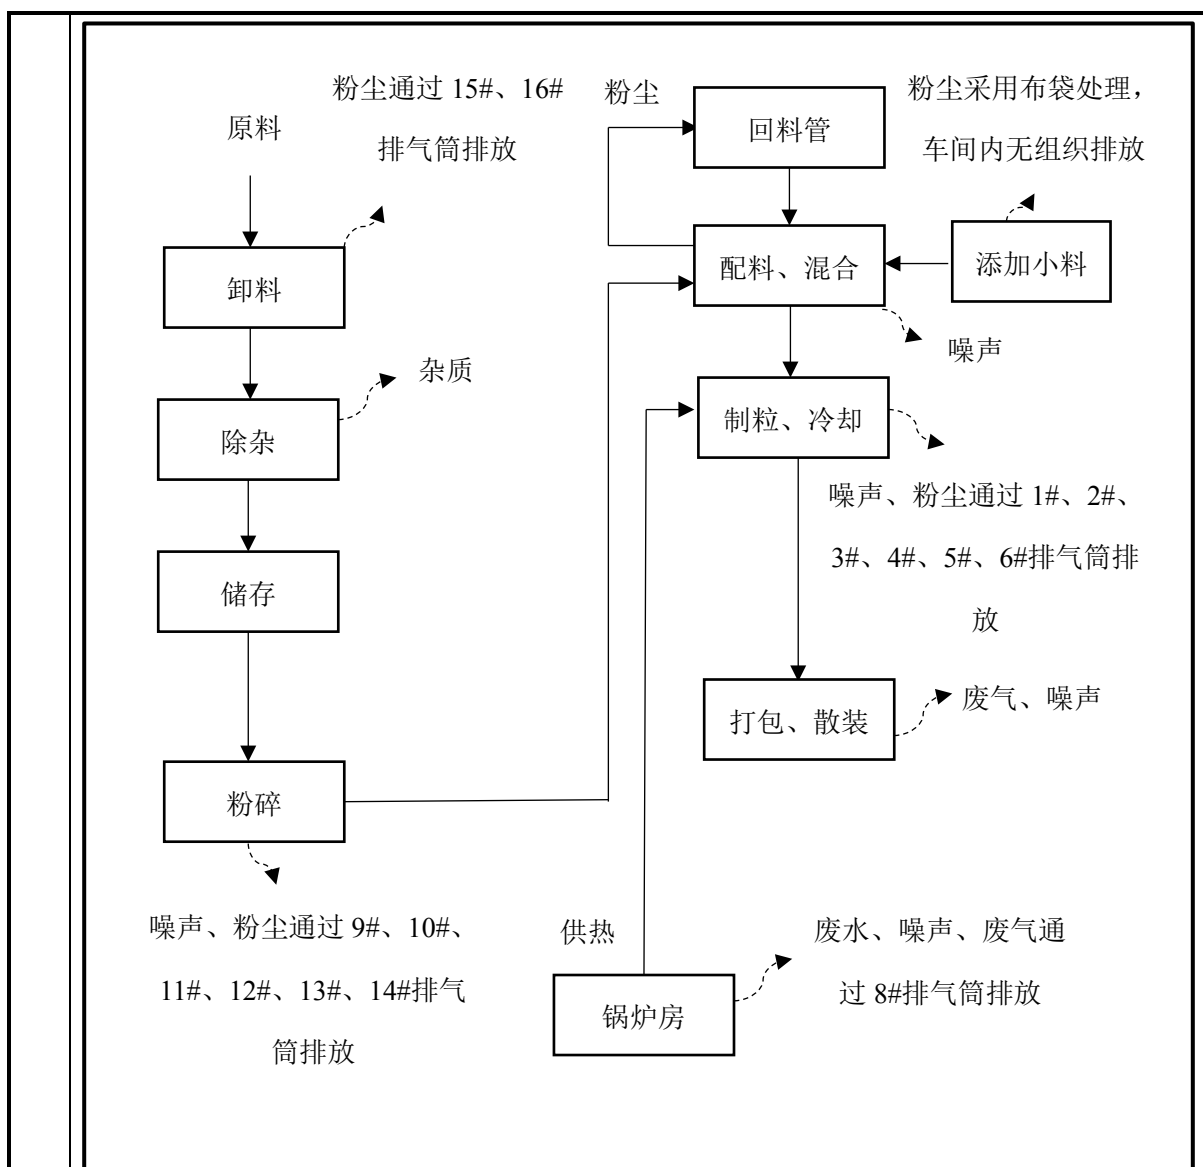 原料
粉尘通过 15#、16#
排气筒排放
卸料
杂质
除杂
储存
粉碎
噪声、粉尘通过 9#、10#、
11#、12#、13#、14#排气
筒排放
粉尘
回料管
粉尘采用布袋处理，
车间内无组织排放
配料、混合
添加小料
噪声
制粒、冷却
噪声、粉尘通过 1#、2#、
3#、4#、5#、6#排气筒排
放
打包、散装
废气、噪声
供热
锅炉房
废水、噪声、废气通
过 8#排气筒排放